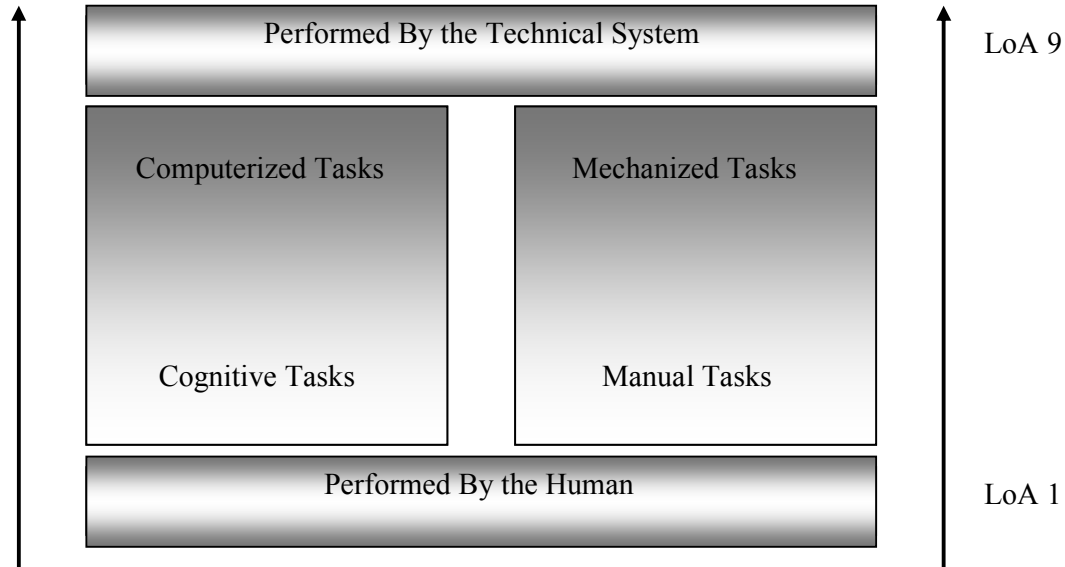 Performed By the Technical System
LoA 9
Computerized Tasks
Mechanized Tasks
Cognitive Tasks
Manual Tasks
Performed By the Human
LoA 1